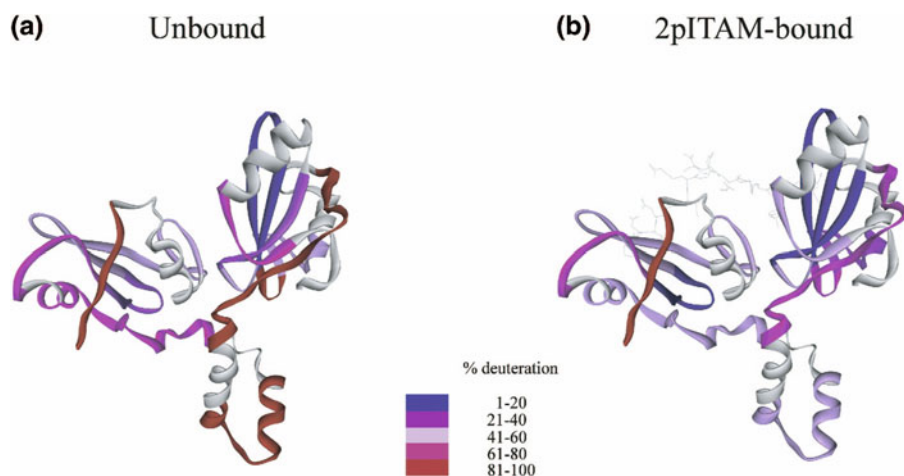 (a) Unbound
(b) 2pITAM-bound
% deuteration
1-20
21-40
41-60
61-80
81-100